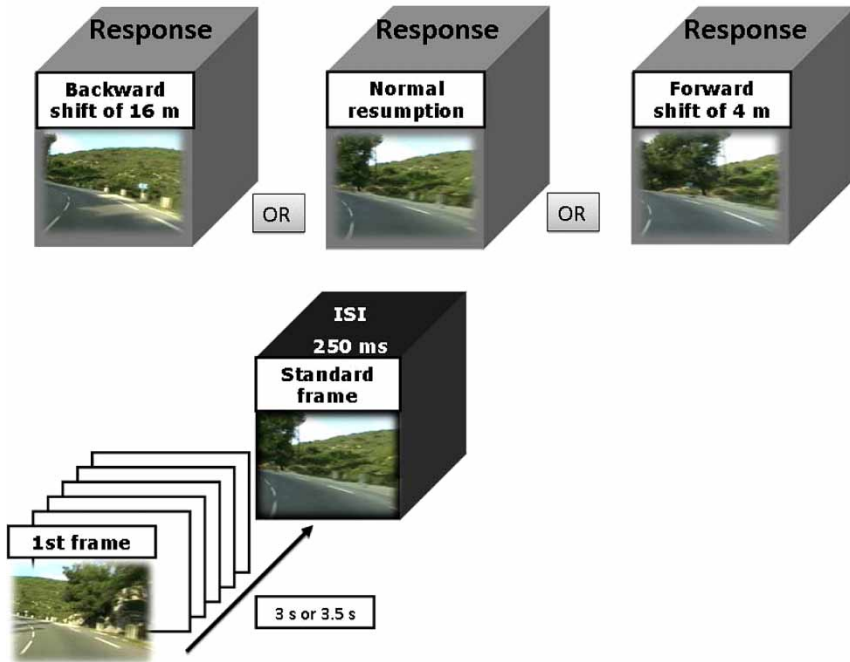 Response
Response
Response
Backward
shift of 16 m
Normal
resumption
Forward
shift of 4 m
OR
OR
ISI
250 ms
Standard
frame
1st frame
3 s or 3.5 s